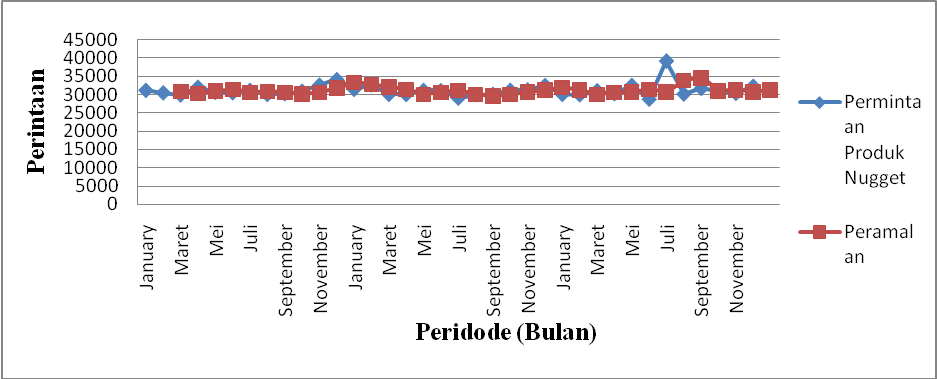 45000
40000
35000
30000
25000
20000
15000
10000
5000
0
Perintaan
January
Maret
Mei
Juli
September
November
January
Maret
Mei
Juli
September
November
January
Maret
Mei
Juli
September
November
Peridode (Bulan)
Perminta
an
Produk
Nugget
Peramal
an